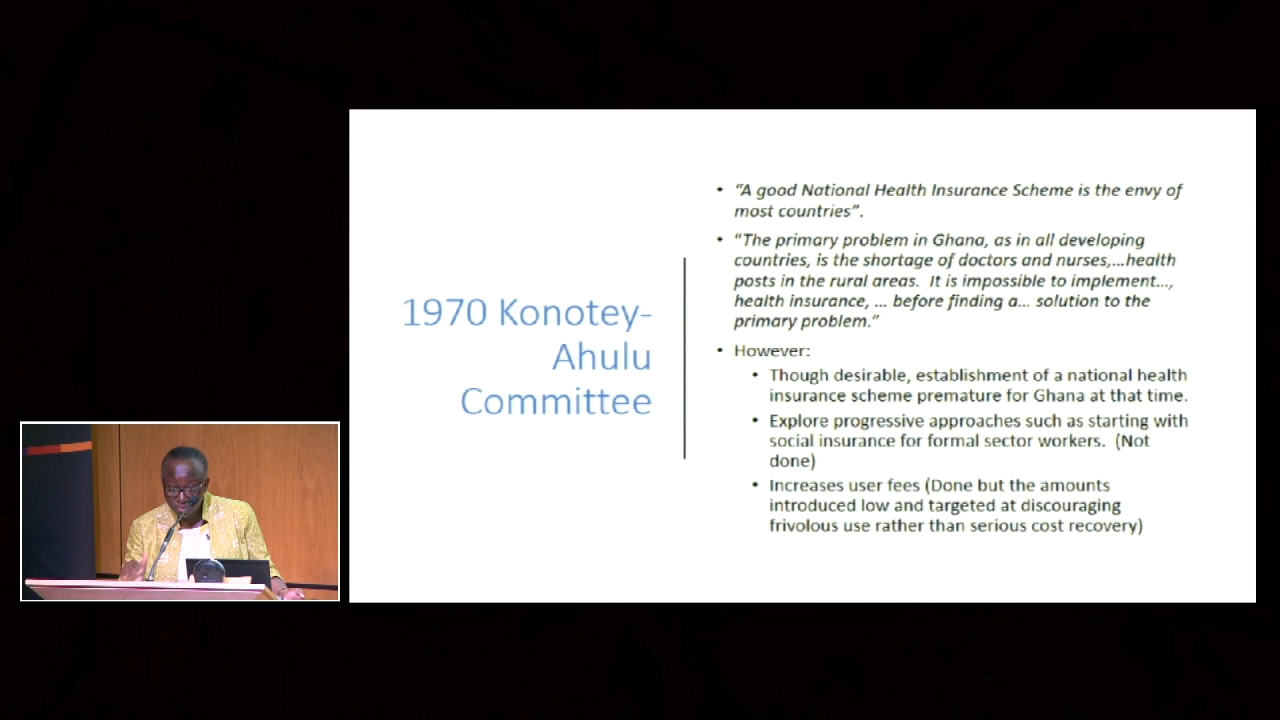 1970 Konotey-
Ahulu
Committee
• “A good National Health Insurance Scheme is the envy of
most countries”.
• “The primary problem in Ghana, as in all developing
countries, is the shortage of doctors and nurses,...health
posts in the rural areas.  It is impossible to implement...,
health insurance, ... before finding a... solution to the
primary problem.”
• However:
• Though desirable, establishment of a national health
insurance scheme premature for Ghana at that time.
• Explore progressive approaches such as starting with
social insurance for formal sector workers.  (Not
done)
• Increases user fees (Done but the amounts
introduced low and targeted at discouraging
frivolous use rather than serious cost recovery)